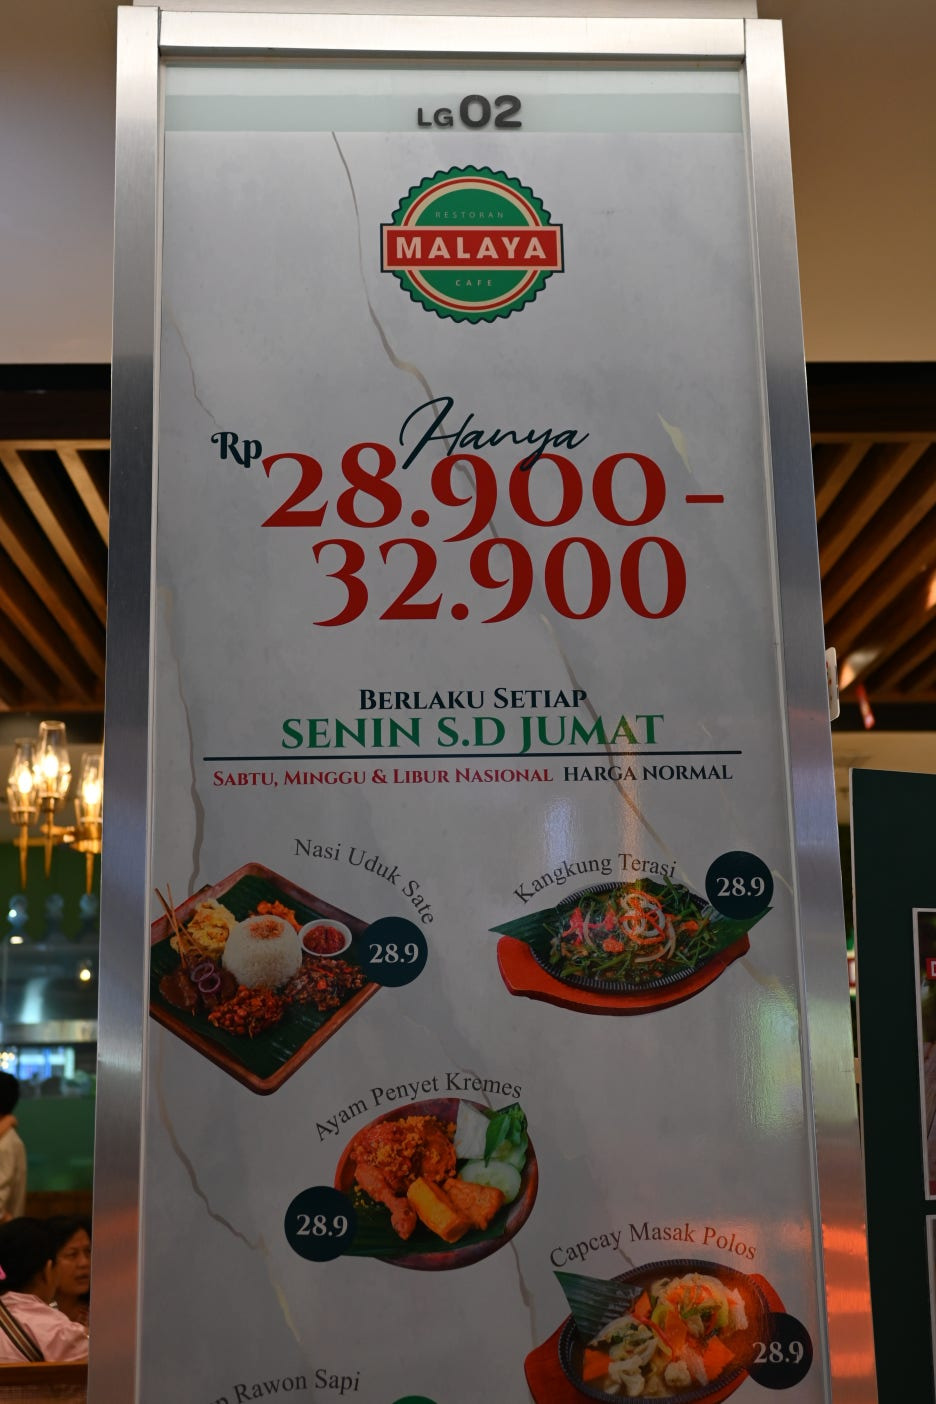 LG 02
RESTORAN
MALAYA
CAFE
Hanya
Rp 28.900 -
32.900
BERLAKU SETIAP
SENIN S.D JUMAT
SABTU, MINGGU & LIBUR NASIONAL HARGA NORMAL
Nasi Uduk Sate
28.9
Kangkung Terasi
28.9
Ayam Penyet Kremes
28.9
Capcay Masak Polos
28.9
Rawon Sapi